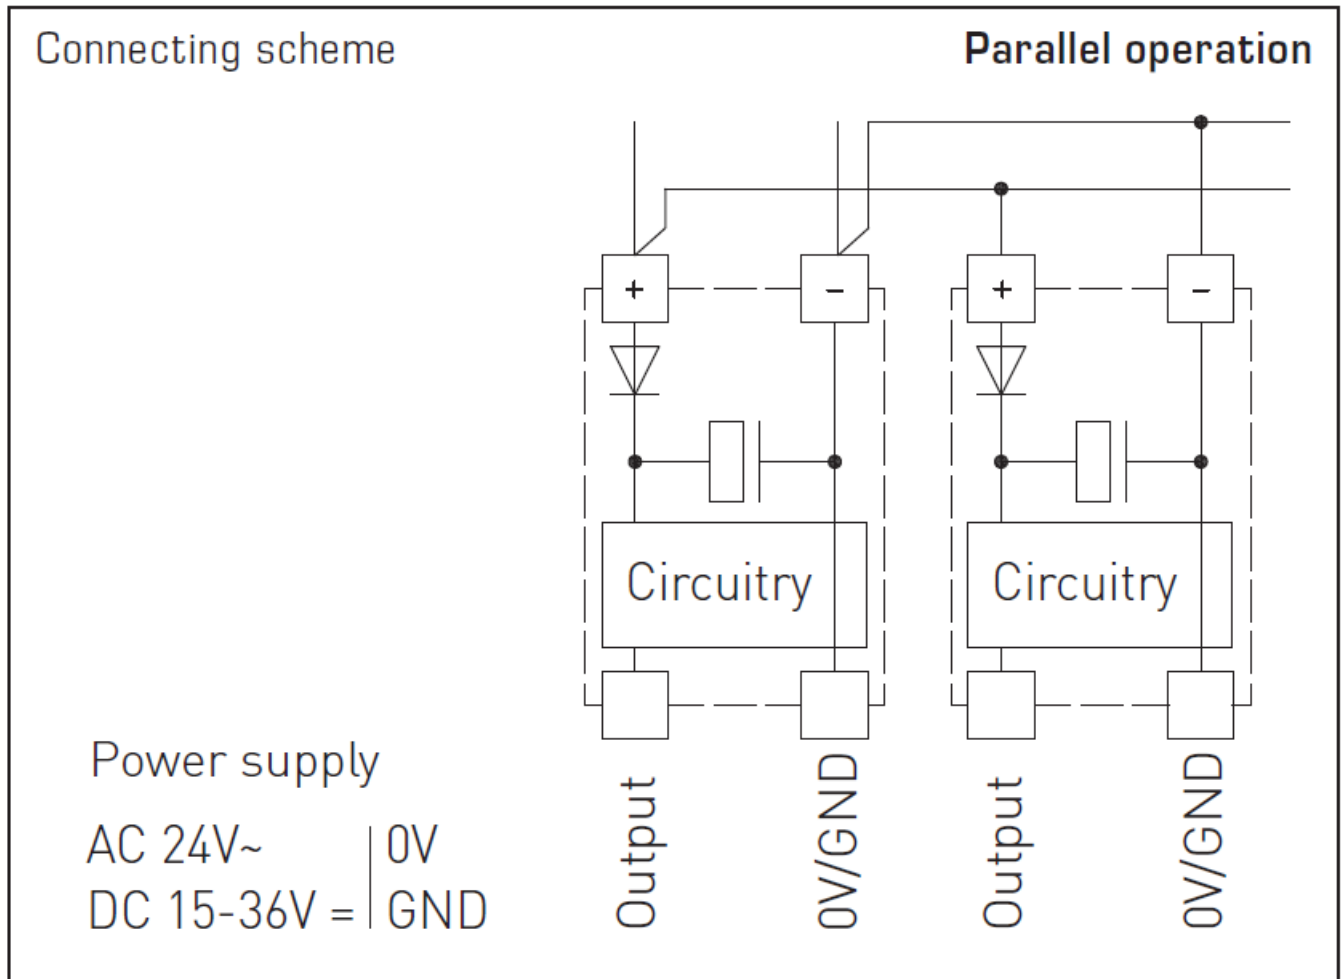 Connecting scheme
Parallel operation
+
−
+
−
Circuitry
Circuitry
Power supply
AC 24V~ | 0V
DC 15-36V = | GND
Output
0V/GND
Output
0V/GND